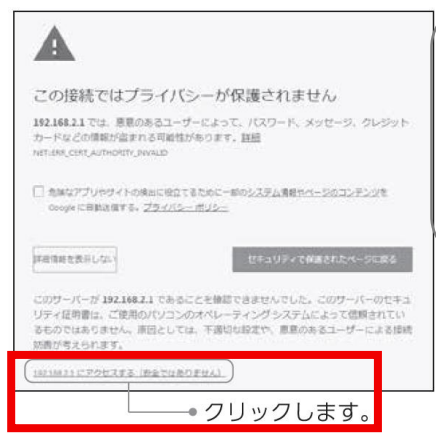 この接続ではプライバシーが保護されません
192.168.2.1 では、悪意のあるユーザーによって、パスワード、メッセージ、クレジット
カードなどの情報が盗まれる可能性があります。詳細
NET::ERR_CERT_AUTHORITY_INVALID
危険なアプリやサイトの検出に役立てるために一部のシステム情報やページのコンテンツを
Google に自動送信する。プライバシー ポリシー
詳細情報を表示しない
セキュリティで保護されたページに戻る
このサーバーが 192.168.2.1 であることを確認できませんでした。このサーバーのセキュ
リティ証明書は、ご使用のパソコンのオペレーティング システムによって信頼されてい
るものではありません。原因としては、不適切な設定や、悪意のあるユーザーによる接続
妨害が考えられます。
192.168.2.1 にアクセスする（安全ではありません）
クリックします。